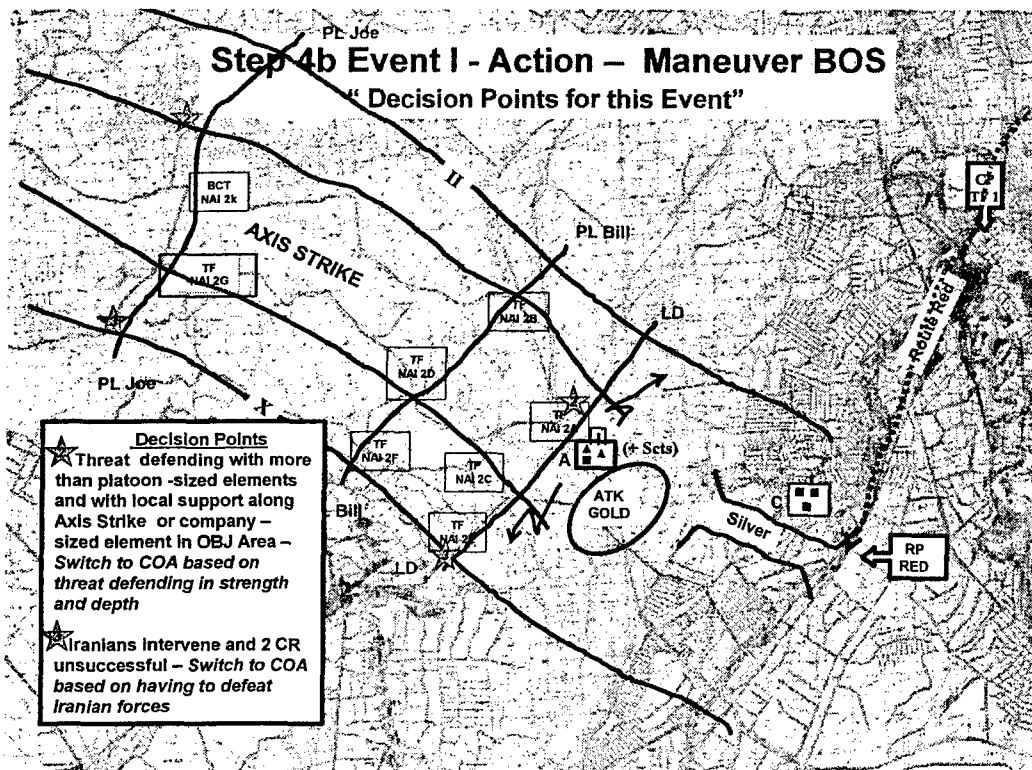 PL Joe
Step 4b Event I - Action – Maneuver BOS
“ Decision Points for this Event”
II
CP
TF 1
BCT
NAI 2k
AXIS STRIKE
PL Bill
TF
NAI 2G
Route Red
TF
NAI 2B
LD
TF
NAI 2D
PL Joe
X
TF
A
(+ Scts)
TF
NAI 2F
TF
NAI 2C
ATK
GOLD
C
Silver
Bill
TF
LD
RP
RED
Decision Points
Threat defending with more
than platoon -sized elements
and with local support along
Axis Strike or company –
sized element in OBJ Area –
Switch to COA based on
threat defending in strength
and depth
Iranians intervene and 2 CR
unsuccessful – Switch to COA
based on having to defeat
Iranian forces